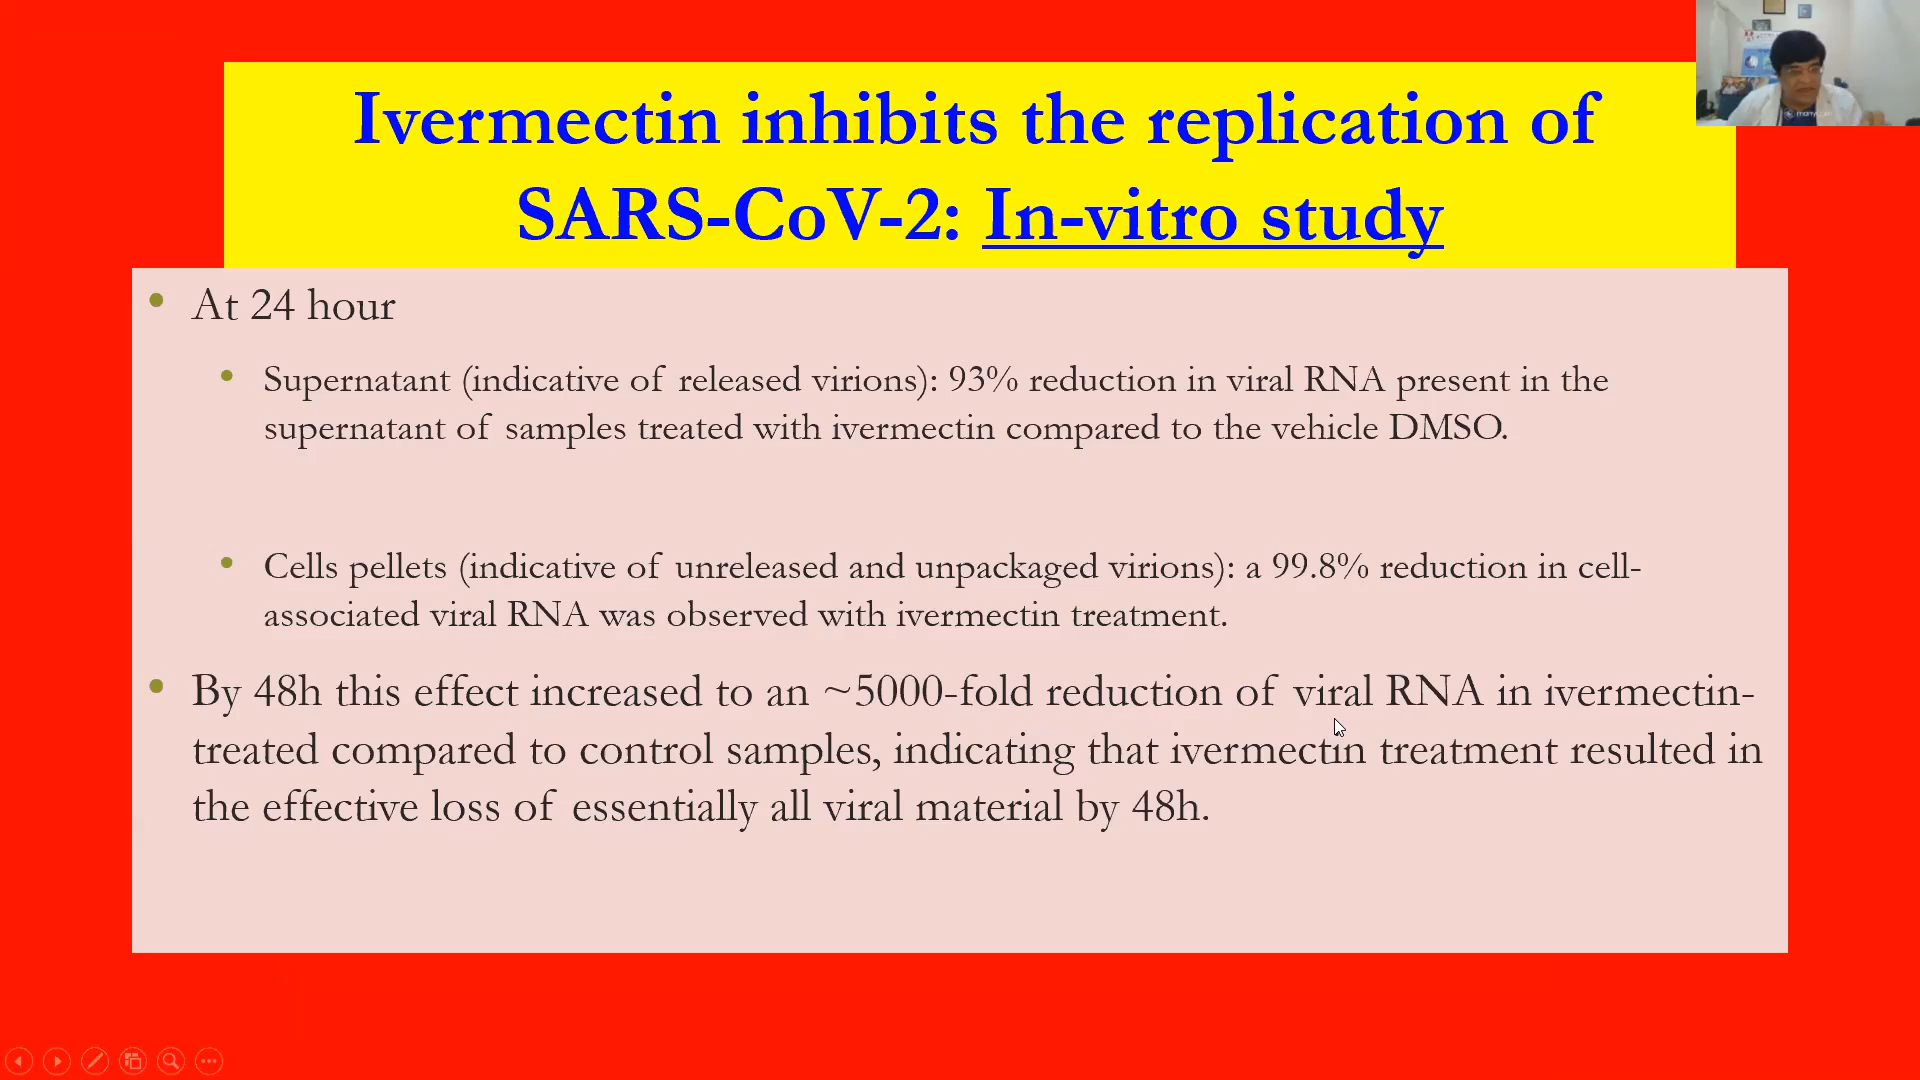 Ivermectin inhibits the replication of
SARS-CoV-2: In-vitro study
At 24 hour
Supernatant (indicative of released virions): 93% reduction in viral RNA present in the
supernatant of samples treated with ivermectin compared to the vehicle DMSO.
Cells pellets (indicative of unreleased and unpackaged virions): a 99.8% reduction in cell-
associated viral RNA was observed with ivermectin treatment.
By 48h this effect increased to an ~5000-fold reduction of viral RNA in ivermectin-
treated compared to control samples, indicating that ivermectin treatment resulted in
the effective loss of essentially all viral material by 48h.